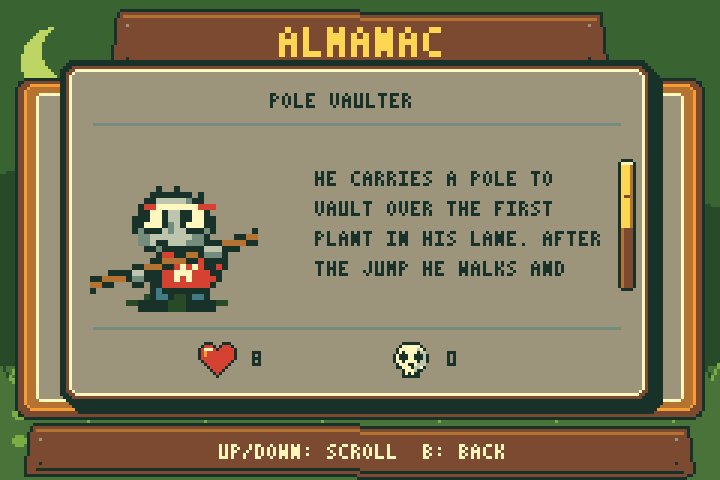 ALMANAC
POLE VAULTER
HE CARRIES A POLE TO
VAULT OVER THE FIRST
PLANT IN HIS LANE. AFTER
THE JUMP HE WALKS AND
8
0
UP/DOWN: SCROLL B: BACK